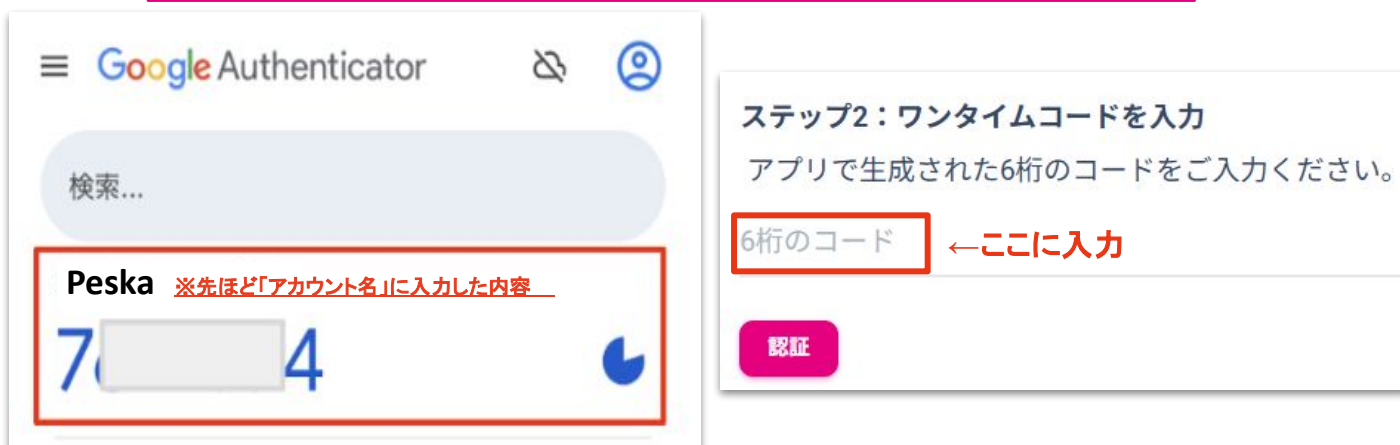 Google Authenticator
検索...
Peska ※先ほど「アカウント名」に入力した内容
7 4
ステップ2：ワンタイムコードを入力
アプリで生成された6桁のコードをご入力ください。
6桁のコード ←ここに入力
認証